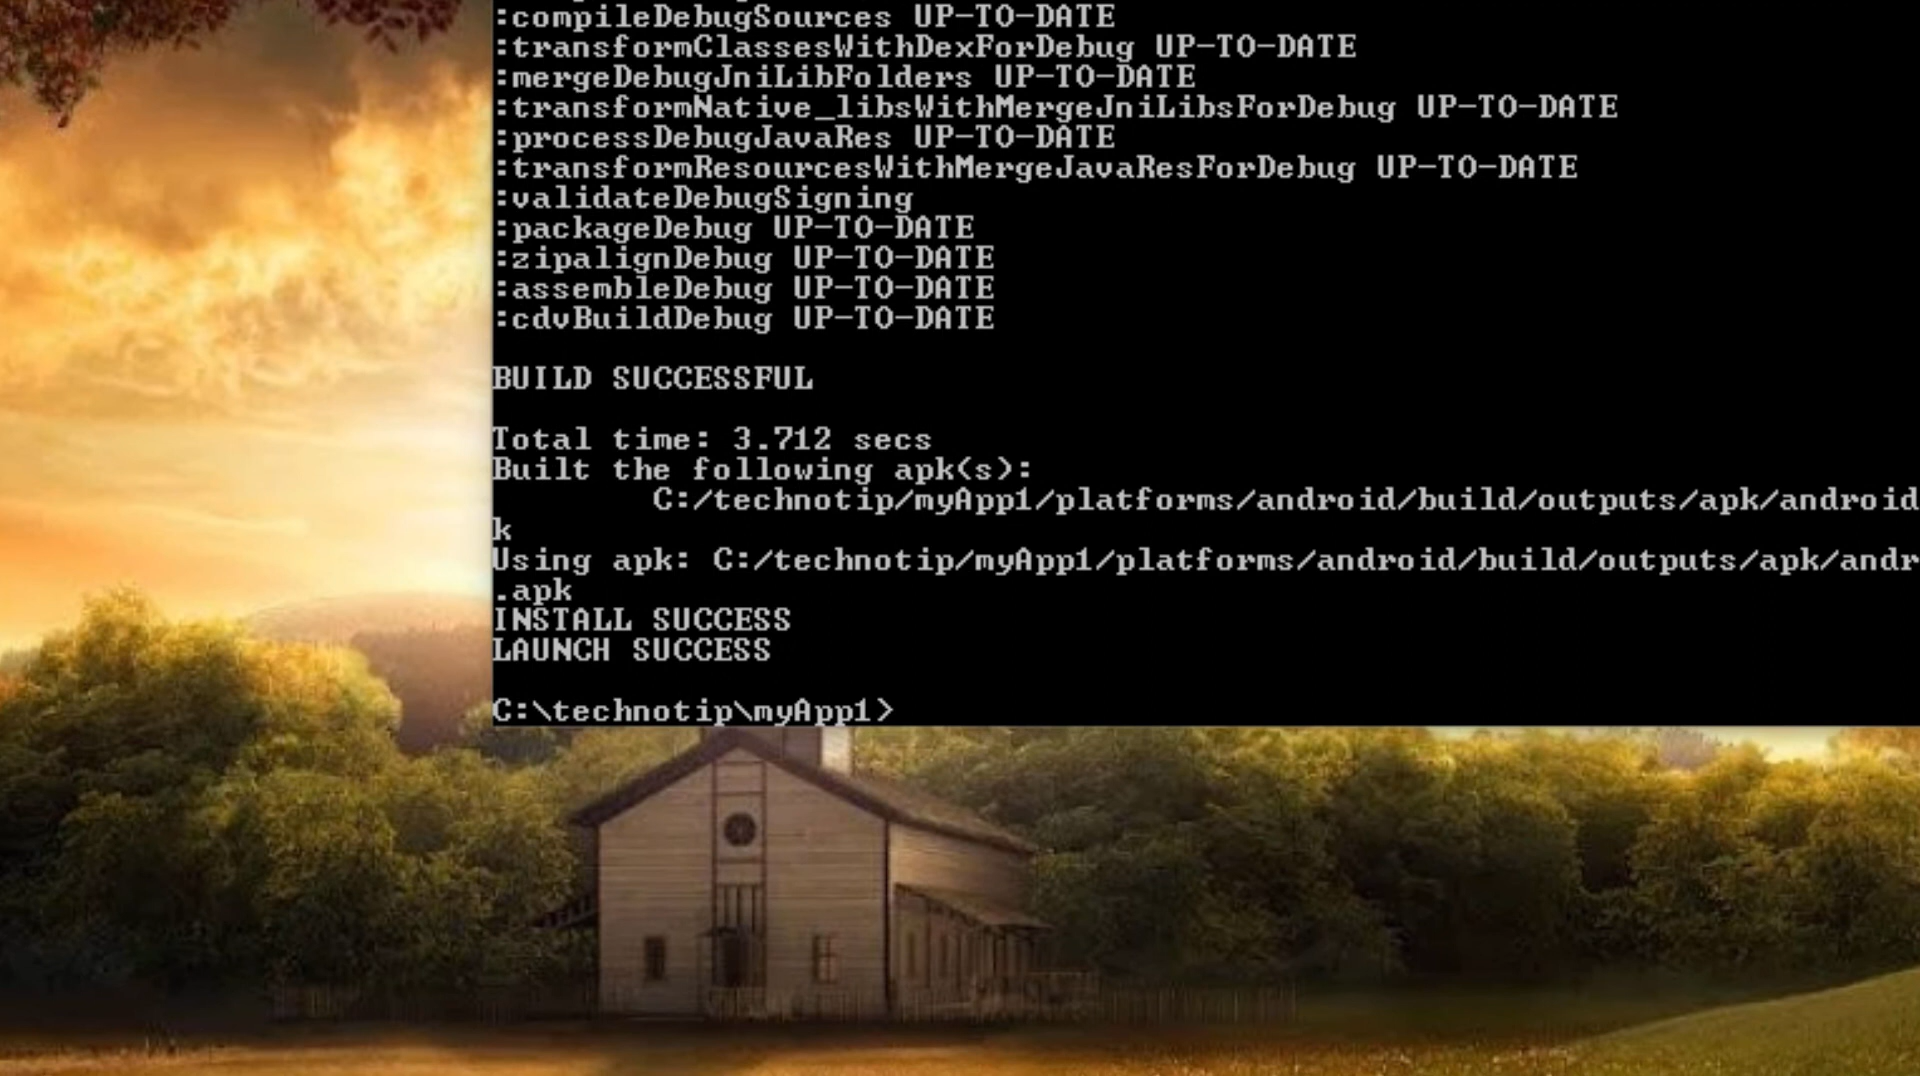 :compileDebugSources UP-TO-DATE
:transformClassesWithDexForDebug UP-TO-DATE
:mergeDebugJniLibFolders UP-TO-DATE
:transformNative_libsWithMergeJniLibsForDebug UP-TO-DATE
:processDebugJavaRes UP-TO-DATE
:transformResourcesWithMergeJavaResForDebug UP-TO-DATE
:validateDebugSigning
:packageDebug UP-TO-DATE
:zipalignDebug UP-TO-DATE
:assembleDebug UP-TO-DATE
:cdvBuildDebug UP-TO-DATE
BUILD SUCCESSFUL
Total time: 3.712 secs
Built the following apk(s):
C:/technotip/myApp1/platforms/android/build/outputs/apk/android
k
Using apk: C:/technotip/myApp1/platforms/android/build/outputs/apk/andr
.apk
INSTALL SUCCESS
LAUNCH SUCCESS
C:\technotip\myApp1>